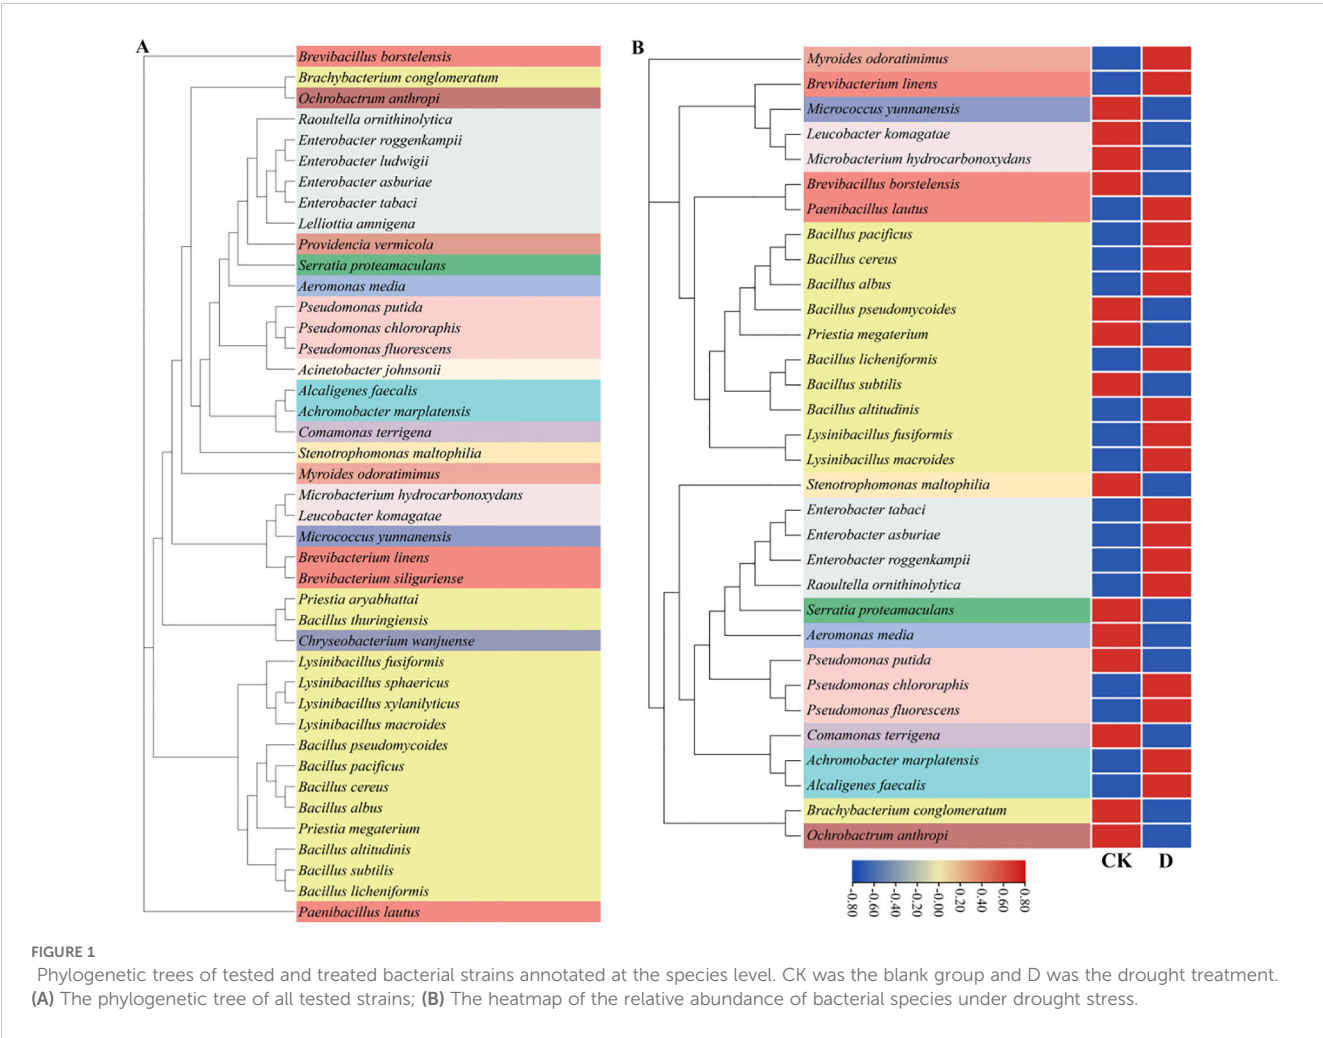 A
Brevibacillus borstelensis
Brachybacterium conglomeratum
Ochrobactrum anthropi
Raoultella ornithinolytica
Enterobacter roggenkampii
Enterobacter ludwigii
Enterobacter asburiae
Enterobacter tabaci
Lelliottia amnigena
Providencia vermicola
Serratia proteamaculans
Aeromonas media
Pseudomonas putida
Pseudomonas chlororaphis
Pseudomonas fluorescens
Acinetobacter johnsonii
Alcaligenes faecalis
Achromobacter marplatensis
Comamonas terrigena
Stenotrophomonas maltophilia
Myroides odoratimimus
Microbacterium hydrocarbonoxydans
Leucobacter komagatae
Micrococcus yunnanensis
Brevibacterium linens
Brevibacterium siliguriense
Priestia aryabhattai
Bacillus thuringiensis
Chryseobacterium wanjuense
Lysinibacillus fusiformis
Lysinibacillus sphaericus
Lysinibacillus xylanilyticus
Lysinibacillus macroides
Bacillus pseudomycoides
Bacillus pacificus
Bacillus cereus
Bacillus albus
Priestia megaterium
Bacillus altitudinis
Bacillus subtilis
Bacillus licheniformis
Paenibacillus lautus
B
Myroides odoratimimus
Brevibacterium linens
Micrococcus yunnanensis
Leucobacter komagatae
Microbacterium hydrocarbonoxydans
Brevibacillus borstelensis
Paenibacillus lautus
Bacillus pacificus
Bacillus cereus
Bacillus albus
Bacillus pseudomycoides
Priestia megaterium
Bacillus licheniformis
Bacillus subtilis
Bacillus altitudinis
Lysinibacillus fusiformis
Lysinibacillus macroides
Stenotrophomonas maltophilia
Enterobacter tabaci
Enterobacter asburiae
Enterobacter roggenkampii
Raoultella ornithinolytica
Serratia proteamaculans
Aeromonas media
Pseudomonas putida
Pseudomonas chlororaphis
Pseudomonas fluorescens
Comamonas terrigena
Achromobacter marplatensis
Alcaligenes faecalis
Brachybacterium conglomeratum
Ochrobactrum anthropi
CK D
-0.80
-0.60
-0.40
-0.20
-0.00
0.20
0.40
0.60
0.80
FIGURE 1
Phylogenetic trees of tested and treated bacterial strains annotated at the species level. CK was the blank group and D was the drought treatment.
(A) The phylogenetic tree of all tested strains; (B) The heatmap of the relative abundance of bacterial species under drought stress.